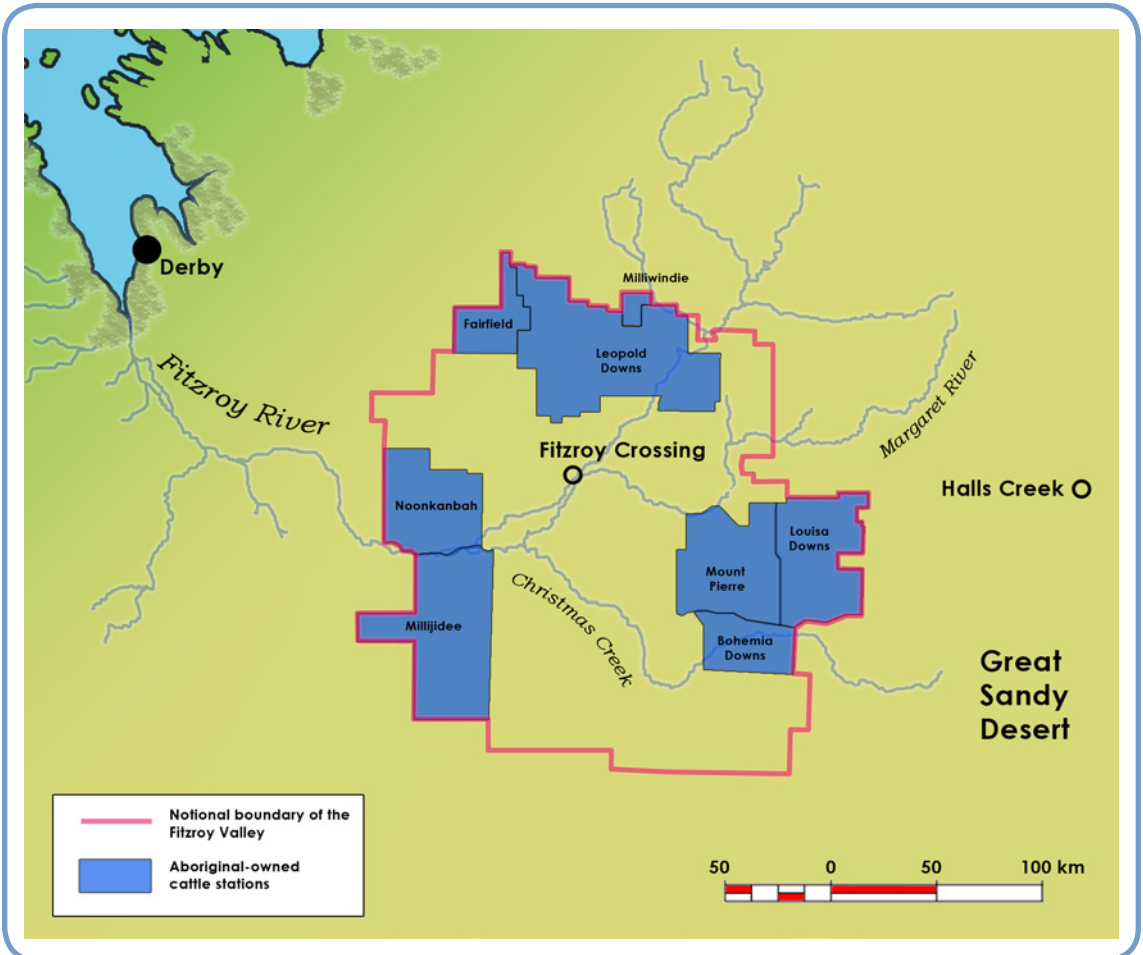 Derby
Milliwindie
Fairfield
Leopold
Downs
Fitzroy River
Margaret River
Fitzroy Crossing
Halls Creek
Noonkanbah
Louisa
Downs
Mount
Pierre
Christmas Creek
Millijidee
Bohemia
Downs
Great
Sandy
Desert
Notional boundary of the
Fitzroy Valley
Aboriginal-owned
cattle stations
50 0 50 100 km